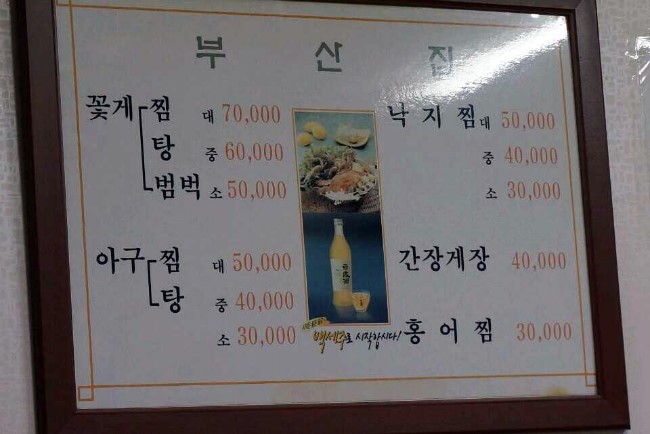 부 산 집
꽃게 찜 대 70,000
탕 중 60,000
범벅 소 50,000
아구 찜 대 50,000
탕 중 40,000
소 30,000
낙 지 찜 대 50,000
중 40,000
소 30,000
간장게장 40,000
홍 어 찜 30,000
백세주로 시작합시다!